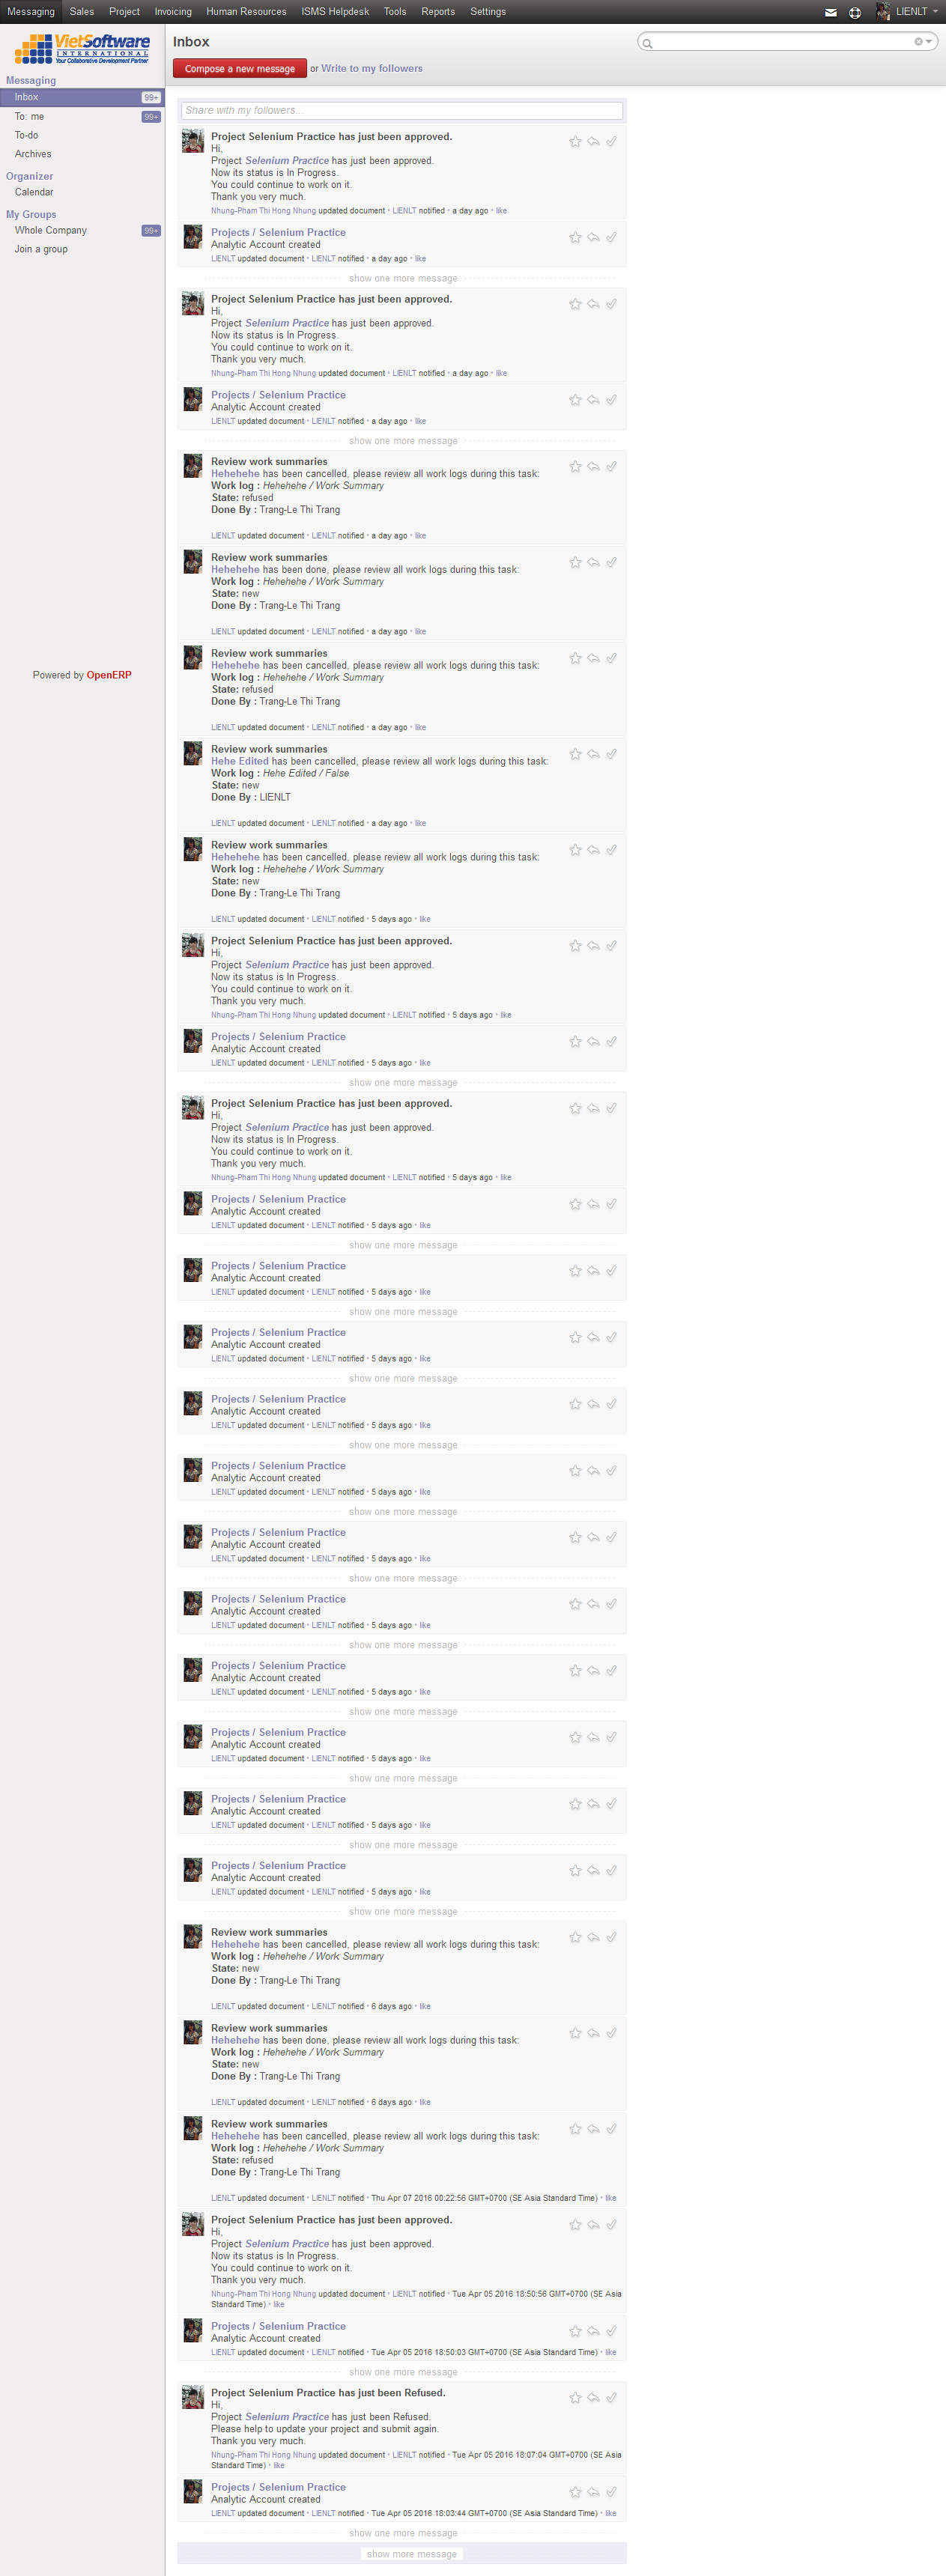 Messaging Sales Project Invoicing Human Resources ISMS Helpdesk Tools Reports Settings LIENLT
VietSoftware
INTERNATIONAL
Your Collaborative Development Partner
Messaging
Inbox 99+
To: me 99+
To-do
Archives
Organizer
Calendar
My Groups
Whole Company 99+
Join a group
Powered by OpenERP
Inbox
Compose a new message or Write to my followers
Share with my followers...
Project Selenium Practice has just been approved.
Hi,
Project Selenium Practice has just been approved.
Now its status is In Progress.
You could continue to work on it.
Thank you very much.
Nhung-Pham Thi Hong Nhung updated document • LIENLT notified • a day ago • like
Projects / Selenium Practice
Analytic Account created
LIENLT updated document • LIENLT notified • a day ago • like
show one more message
Project Selenium Practice has just been approved.
Hi,
Project Selenium Practice has just been approved.
Now its status is In Progress.
You could continue to work on it.
Thank you very much.
Nhung-Pham Thi Hong Nhung updated document • LIENLT notified • a day ago • like
Projects / Selenium Practice
Analytic Account created
LIENLT updated document • LIENLT notified • a day ago • like
show one more message
Review work summaries
Hehehehe has been cancelled, please review all work logs during this task:
Work log : Hehehehe / Work Summary
State: refused
Done By : Trang-Le Thi Trang
LIENLT updated document • LIENLT notified • a day ago • like
Review work summaries
Hehehehe has been done, please review all work logs during this task:
Work log : Hehehehe / Work Summary
State: new
Done By : Trang-Le Thi Trang
LIENLT updated document • LIENLT notified • a day ago • like
Review work summaries
Hehehehe has been cancelled, please review all work logs during this task:
Work log : Hehehehe / Work Summary
State: refused
Done By : Trang-Le Thi Trang
LIENLT updated document • LIENLT notified • a day ago • like
Review work summaries
Hehe Edited has been cancelled, please review all work logs during this task:
Work log : Hehe Edited / False
State: new
Done By : LIENLT
LIENLT updated document • LIENLT notified • a day ago • like
Review work summaries
Hehehehe has been cancelled, please review all work logs during this task:
Work log : Hehehehe / Work Summary
State: new
Done By : Trang-Le Thi Trang
LIENLT updated document • LIENLT notified • 5 days ago • like
Project Selenium Practice has just been approved.
Hi,
Project Selenium Practice has just been approved.
Now its status is In Progress.
You could continue to work on it.
Thank you very much.
Nhung-Pham Thi Hong Nhung updated document • LIENLT notified • 5 days ago • like
Projects / Selenium Practice
Analytic Account created
LIENLT updated document • LIENLT notified • 5 days ago • like
show one more message
Project Selenium Practice has just been approved.
Hi,
Project Selenium Practice has just been approved.
Now its status is In Progress.
You could continue to work on it.
Thank you very much.
Nhung-Pham Thi Hong Nhung updated document • LIENLT notified • 5 days ago • like
Projects / Selenium Practice
Analytic Account created
LIENLT updated document • LIENLT notified • 5 days ago • like
show one more message
Projects / Selenium Practice
Analytic Account created
LIENLT updated document • LIENLT notified • 5 days ago • like
show one more message
Projects / Selenium Practice
Analytic Account created
LIENLT updated document • LIENLT notified • 5 days ago • like
show one more message
Projects / Selenium Practice
Analytic Account created
LIENLT updated document • LIENLT notified • 5 days ago • like
show one more message
Projects / Selenium Practice
Analytic Account created
LIENLT updated document • LIENLT notified • 5 days ago • like
show one more message
Projects / Selenium Practice
Analytic Account created
LIENLT updated document • LIENLT notified • 5 days ago • like
show one more message
Projects / Selenium Practice
Analytic Account created
LIENLT updated document • LIENLT notified • 5 days ago • like
show one more message
Projects / Selenium Practice
Analytic Account created
LIENLT updated document • LIENLT notified • 5 days ago • like
show one more message
Projects / Selenium Practice
Analytic Account created
LIENLT updated document • LIENLT notified • 5 days ago • like
show one more message
Projects / Selenium Practice
Analytic Account created
LIENLT updated document • LIENLT notified • 5 days ago • like
show one more message
Projects / Selenium Practice
Analytic Account created
LIENLT updated document • LIENLT notified • 5 days ago • like
show one more message
Review work summaries
Hehehehe has been cancelled, please review all work logs during this task:
Work log : Hehehehe / Work Summary
State: new
Done By : Trang-Le Thi Trang
LIENLT updated document • LIENLT notified • 6 days ago • like
Review work summaries
Hehehehe has been done, please review all work logs during this task:
Work log : Hehehehe / Work Summary
State: new
Done By : Trang-Le Thi Trang
LIENLT updated document • LIENLT notified • 6 days ago • like
Review work summaries
Hehehehe has been cancelled, please review all work logs during this task:
Work log : Hehehehe / Work Summary
State: refused
Done By : Trang-Le Thi Trang
LIENLT updated document • LIENLT notified • Thu Apr 07 2016 00:22:56 GMT+0700 (SE Asia Standard Time) • like
Project Selenium Practice has just been approved.
Hi,
Project Selenium Practice has just been approved.
Now its status is In Progress.
You could continue to work on it.
Thank you very much.
Nhung-Pham Thi Hong Nhung updated document • LIENLT notified • Tue Apr 05 2016 18:50:56 GMT+0700 (SE Asia
Standard Time) • like
Projects / Selenium Practice
Analytic Account created
LIENLT updated document • LIENLT notified • Tue Apr 05 2016 18:50:03 GMT+0700 (SE Asia Standard Time) • like
show one more message
Project Selenium Practice has just been Refused.
Hi,
Project Selenium Practice has just been Refused.
Please help to update your project and submit again.
Thank you very much.
Nhung-Pham Thi Hong Nhung updated document • LIENLT notified • Tue Apr 05 2016 18:07:04 GMT+0700 (SE Asia
Standard Time) • like
Projects / Selenium Practice
Analytic Account created
LIENLT updated document • LIENLT notified • Tue Apr 05 2016 18:03:44 GMT+0700 (SE Asia Standard Time) • like
show one more message
show more message